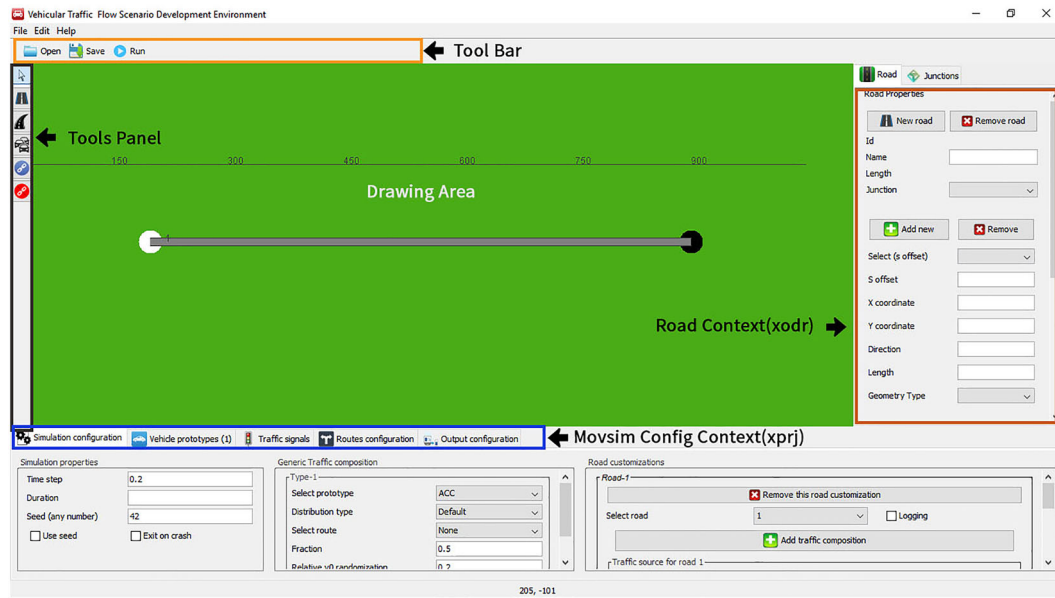 Vehicular Traffic Flow Scenario Development Environment
File Edit Help
Open Save Run
Tool Bar
Road Junctions
Road Properties
New road Remove road
Id
Name
Length
Junction
Tools Panel
150 300 450 600 750 900
Drawing Area
Add new Remove
Select (s offset)
S offset
X coordinate
Road Context(xodr)
Y coordinate
Direction
Length
Geometry Type
Simulation configuration Vehicle prototypes (1) Traffic signals Routes configuration Output configuration
Movsim Config Context(xprj)
Simulation properties
Time step 0.2
Duration
Seed (any number) 42
Use seed Exit on crash
Generic Traffic composition
Type-1
Select prototype ACC
Distribution type Default
Select route None
Fraction 0.5
Relative v0 randomization 0.2
Road customizations
Road-1
Remove this road customization
Select road 1 Logging
Add traffic composition
Traffic source for road 1
205, -101